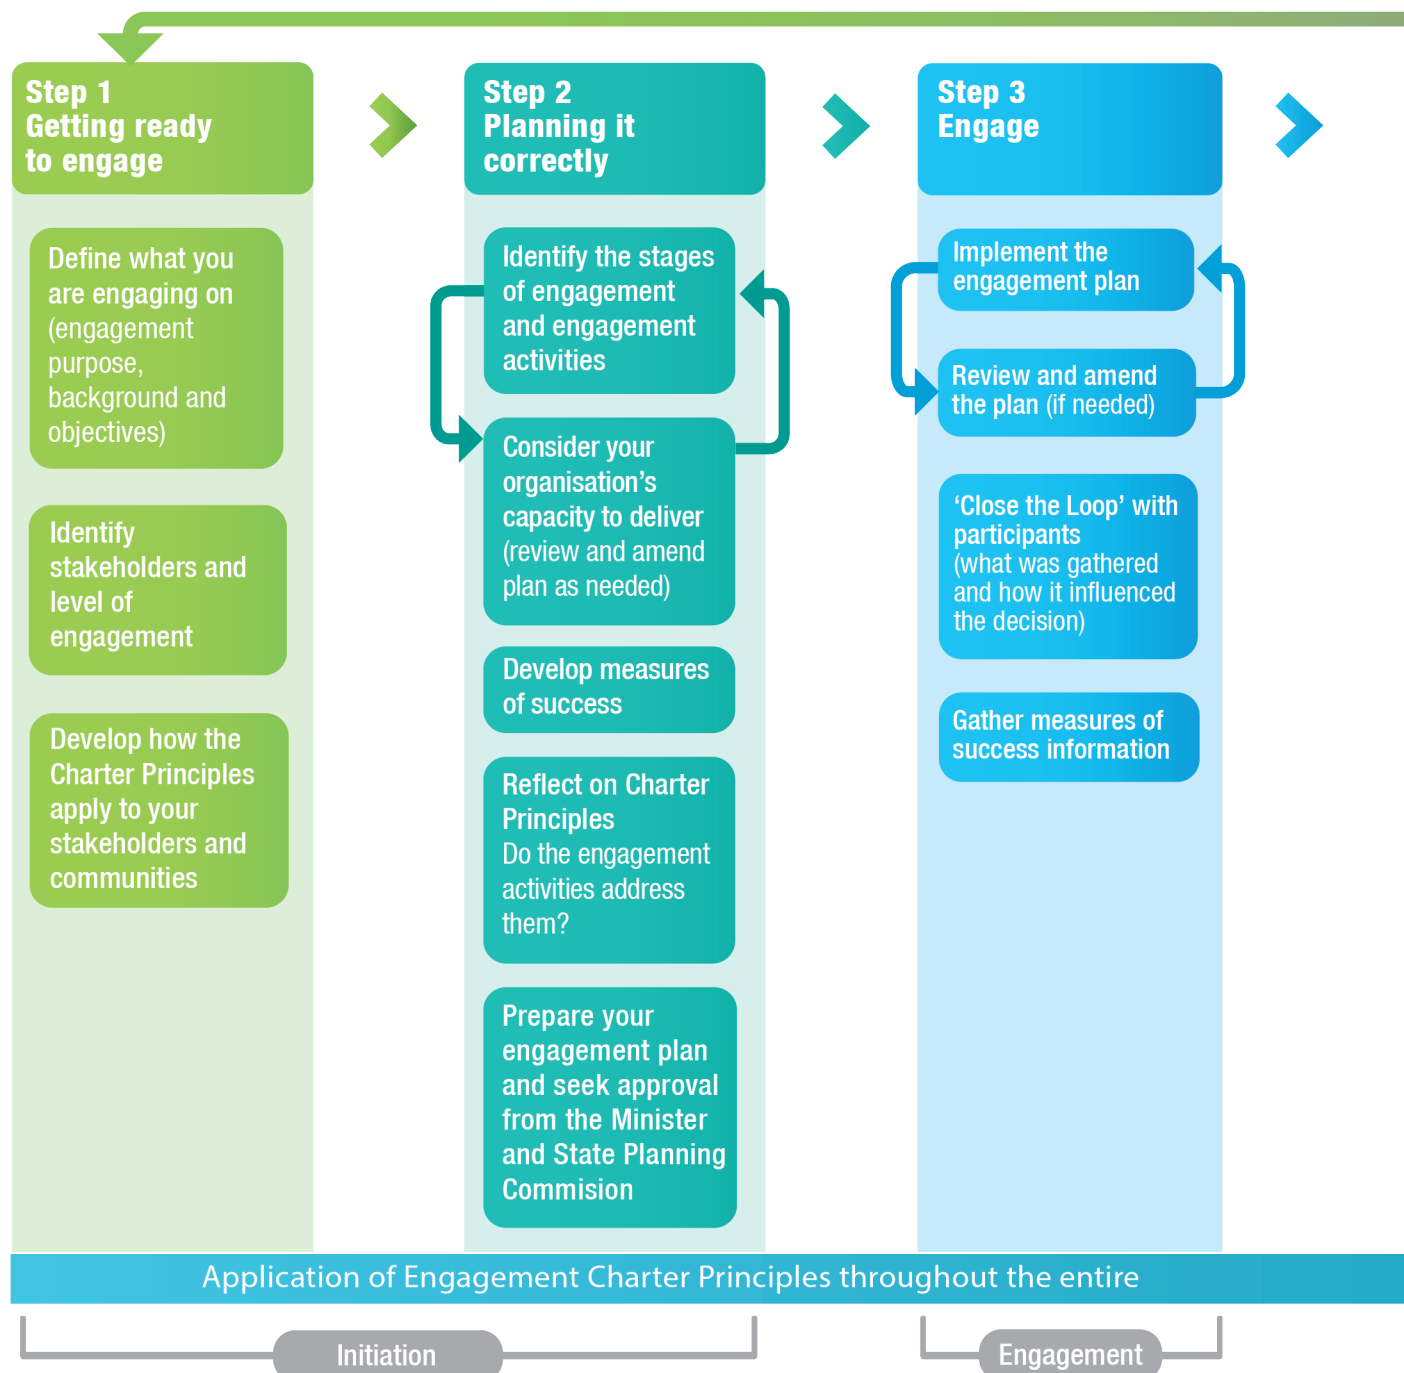 Step 1
Getting ready
to engage
Define what you
are engaging on
(engagement
purpose,
background and
objectives)
Identify
stakeholders and
level of
engagement
Develop how the
Charter Principles
apply to your
stakeholders and
communities
Step 2
Planning it
correctly
Identify the stages
of engagement
and engagement
activities
Consider your
organisation’s
capacity to deliver
(review and amend
plan as needed)
Develop measures
of success
Reflect on Charter
Principles
Do the engagement
activities address
them?
Prepare your
engagement plan
and seek approval
from the Minister
and State Planning
Commision
Step 3
Engage
Implement the
engagement plan
Review and amend
the plan (if needed)
‘Close the Loop’ with
participants
(what was gathered
and how it influenced
the decision)
Gather measures of
success information
Application of Engagement Charter Principles throughout the entire
Initiation
Engagement